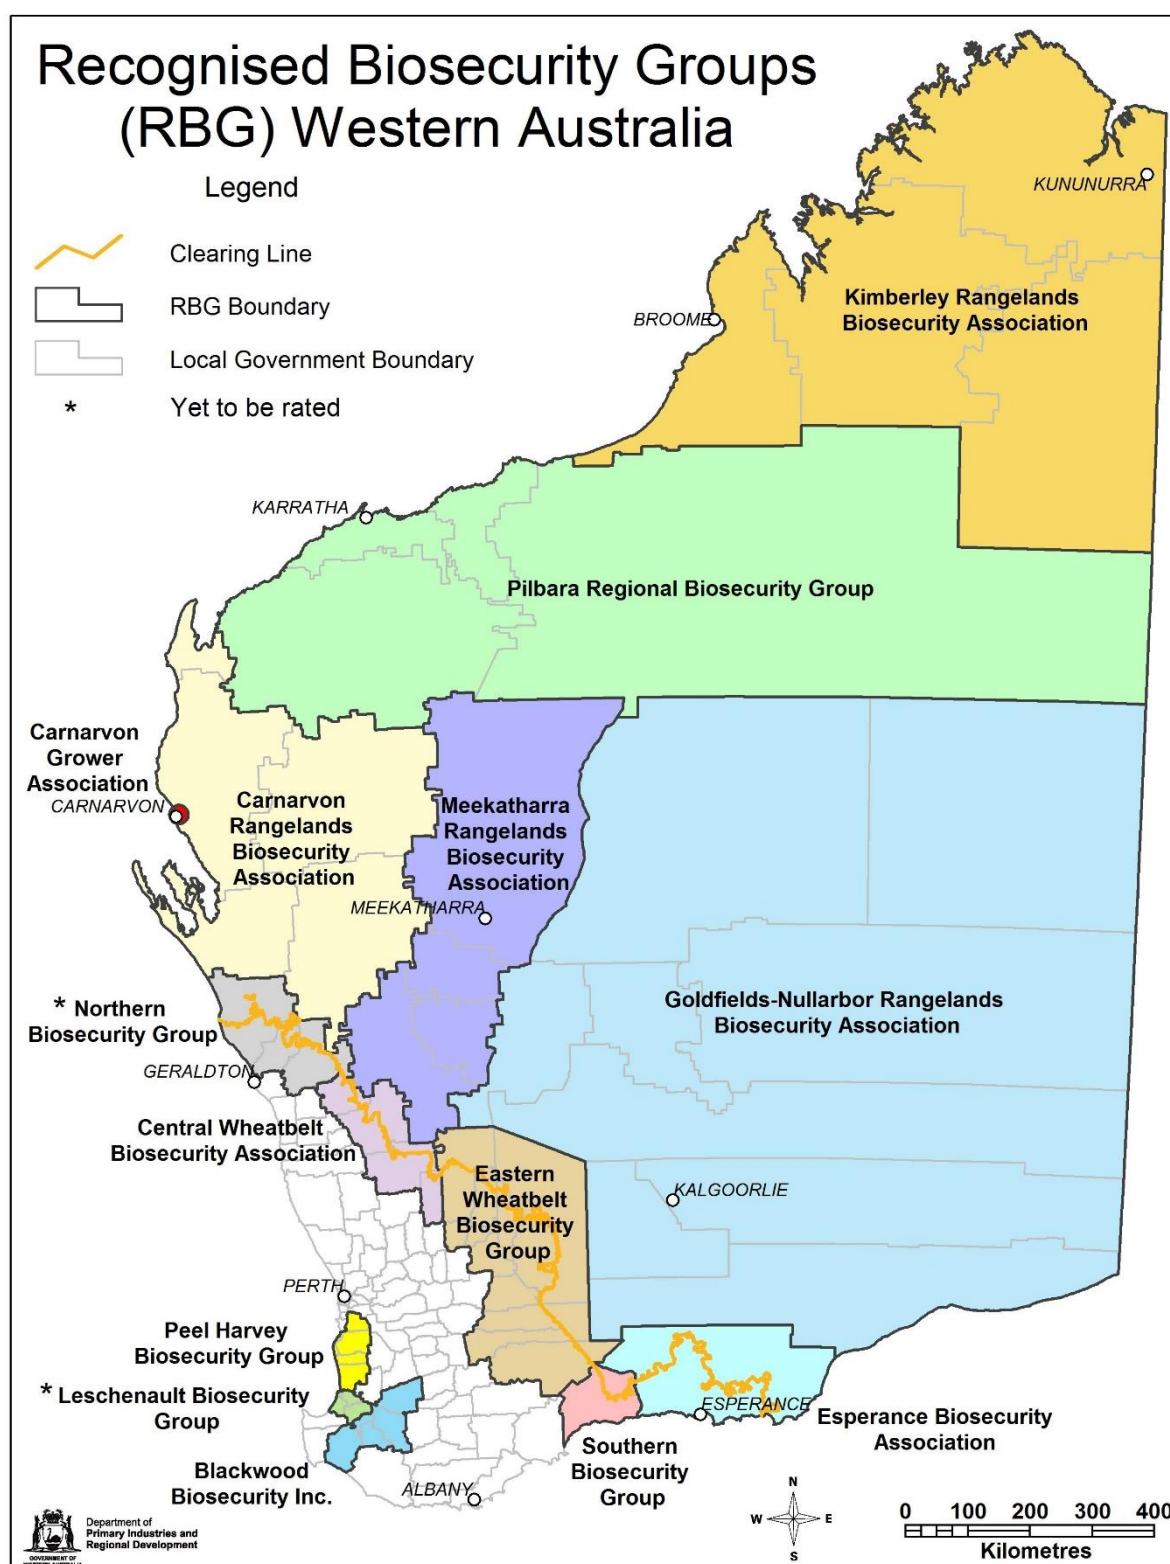 Recognised Biosecurity Groups
(RBG) Western Australia
Legend
Clearing Line
RBG Boundary
Local Government Boundary
* Yet to be rated
KUNUNURRA
Kimberley Rangelands
Biosecurity Association
BROOME
KARRATHA
Pilbara Regional Biosecurity Group
Carnarvon
Grower
Association
CARNARVON
Carnarvon
Rangelands
Biosecurity
Association
Meekatharra
Rangelands
Biosecurity
Association
MEEKATHARRA
Goldfields-Nullarbor Rangelands
Biosecurity Association
* Northern
Biosecurity Group
GERALDTON
Central Wheatbelt
Biosecurity Association
Eastern
Wheatbelt
Biosecurity
Group
KALGOORLIE
PERTH
Peel Harvey
Biosecurity Group
* Leschenault Biosecurity
Group
ESPERANCE
Esperance Biosecurity
Association
Blackwood
Biosecurity Inc.
Southern
Biosecurity
Group
ALBANY
N
W E
S
0 100 200 300 400
Kilometres
Department of
Primary Industries and
Regional Development
GOVERNMENT OF
WESTERN AUSTRALIA